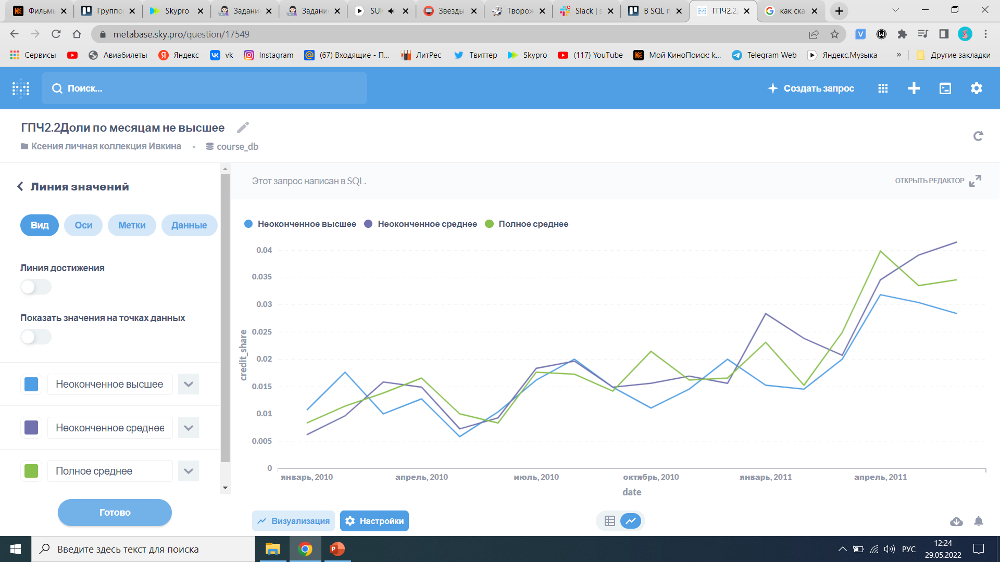 Фильмы
Группо
Skypro
Задани
Задани
SUI
Звезды
Творож
Slack | s
В SQL г
ГПЧ2.2
как ска
metabase.sky.pro/question/17549
Сервисы
Авиабилеты
Яндекс
vk
Instagram
(67) Входящие - П...
ЛитРес
Твиттер
Skypro
(117) YouTube
Мой КиноПоиск: k...
Telegram Web
Яндекс.Музыка
»
Другие закладки
Поиск...
Создать запрос
ГПЧ2.2Доли по месяцам не высшее
Ксения личная коллекция Ивкина • course_db
Линия значений
Вид
Оси
Метки
Данные
Линия достижения
Показать значения на точках данных
Неоконченное высшее
Неоконченное среднее
Полное среднее
Готово
Этот запрос написан в SQL.
ОТКРЫТЬ РЕДАКТОР
Неоконченное высшее
Неоконченное среднее
Полное среднее
0.04
0.035
0.03
0.025
0.02
0.015
0.01
0.005
0
credit_share
январь, 2010
апрель, 2010
июль, 2010
октябрь, 2010
январь, 2011
апрель, 2011
date
Визуализация
Настройки
Введите здесь текст для поиска
РУС
12:24
29.05.2022